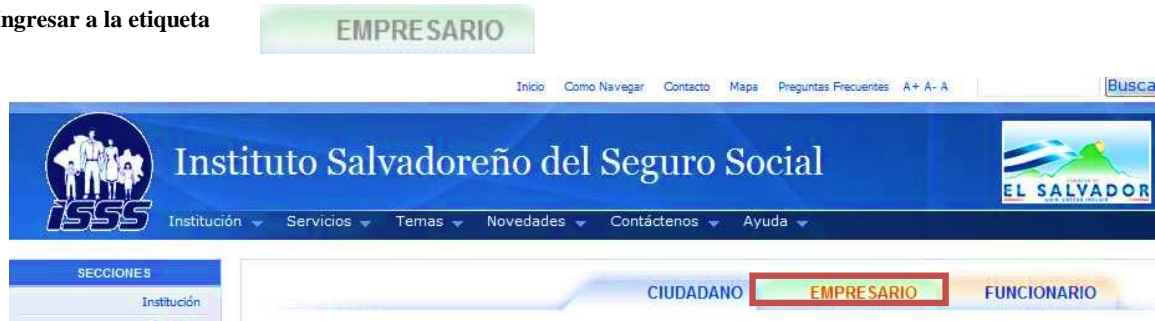 Ingresar a la etiqueta
EMPRESARIO
Inicio Como Navegar Contacto Mapa Preguntas Frecuentes A+ A- A
Busca
Instituto Salvadoreño del Seguro Social
ISSS
EL SALVADOR
Institución Servicios Temas Novedades Contáctenos Ayuda
SECCIONES
Institución
CIUDADANO EMPRESARIO FUNCIONARIO